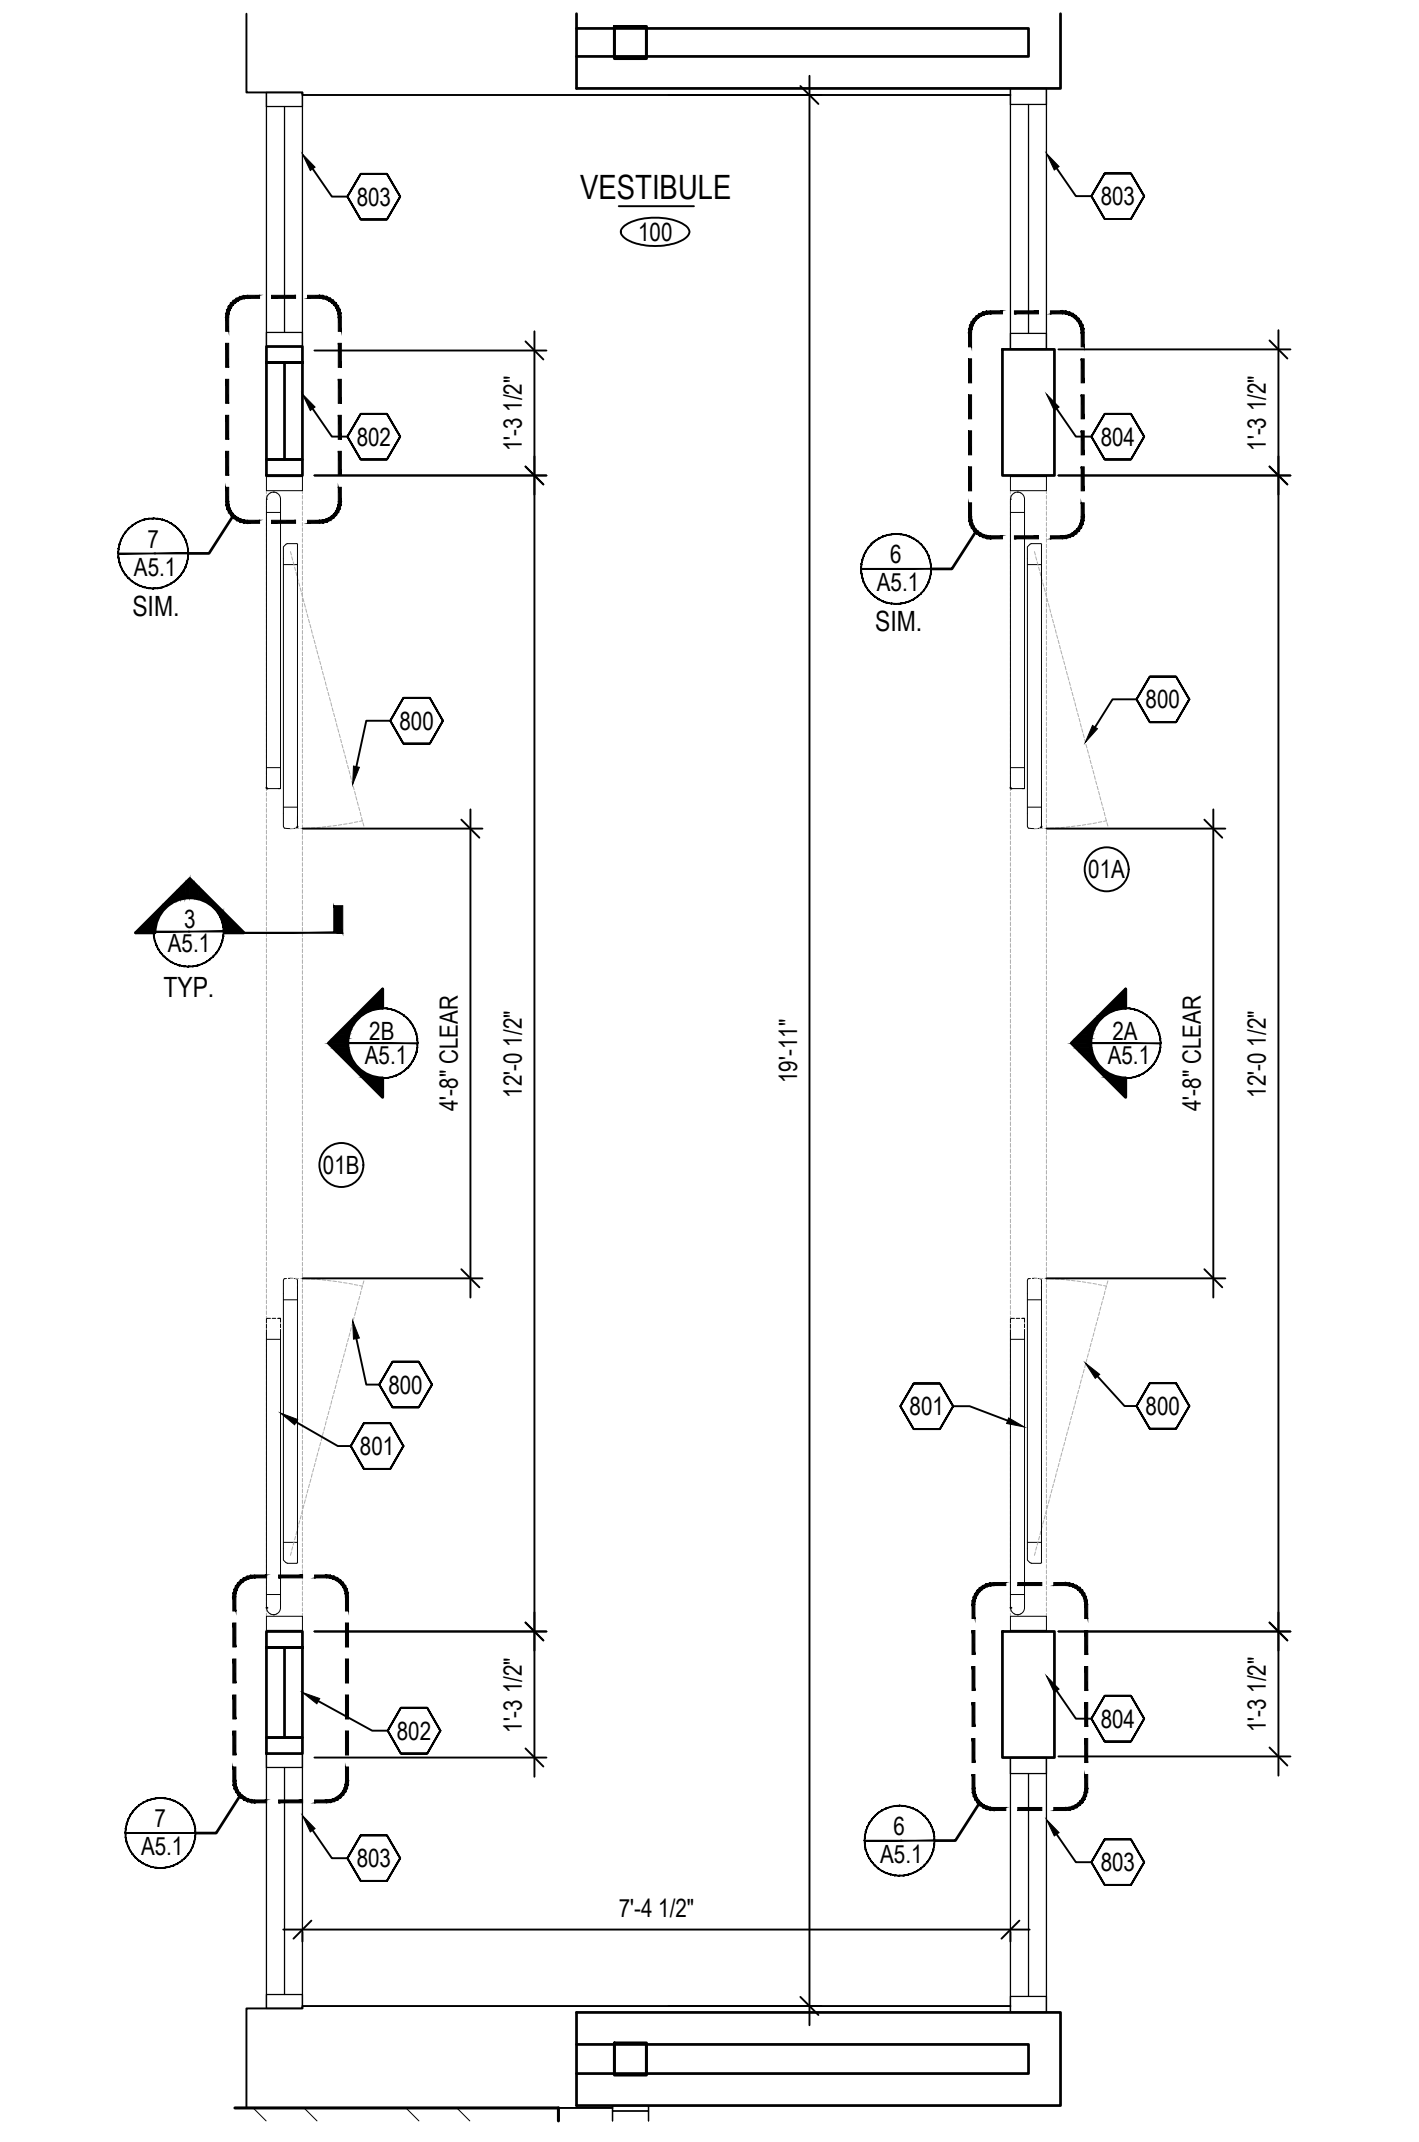 VESTIBULE
100
803
803
1'-3 1/2"
1'-3 1/2"
802
804
7
A5.1
SIM.
6
A5.1
SIM.
800
800
01A
3
A5.1
TYP.
2B
A5.1
4'-8" CLEAR
12'-0 1/2"
19'-11"
2A
A5.1
4'-8" CLEAR
12'-0 1/2"
01B
800
801
801
800
1'-3 1/2"
1'-3 1/2"
802
804
7
A5.1
6
A5.1
803
803
7'-4 1/2"